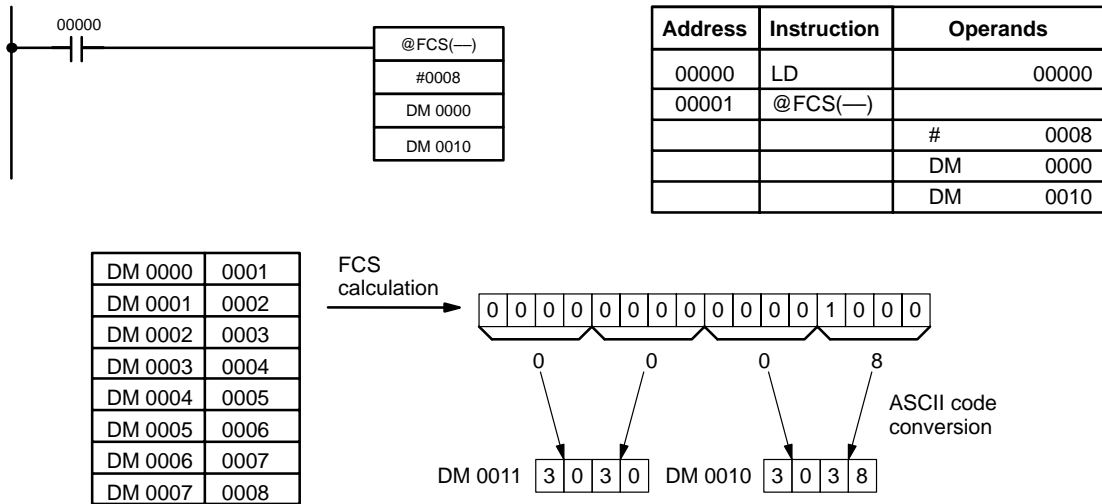 00000
@FCS(––)
#0008
DM 0000
DM 0010
Address Instruction Operands
00000 LD 00000
00001 @FCS(––)
# 0008
DM 0000
DM 0010
DM 0000 0001
DM 0001 0002
DM 0002 0003
DM 0003 0004
DM 0004 0005
DM 0005 0006
DM 0006 0007
DM 0007 0008
FCS
calculation
0 0 0 0 0 0 0 0 0 0 0 0 1 0 0 0
0 0 0 8
ASCII code
conversion
DM 0011 3 0 3 0 DM 0010 3 0 3 8